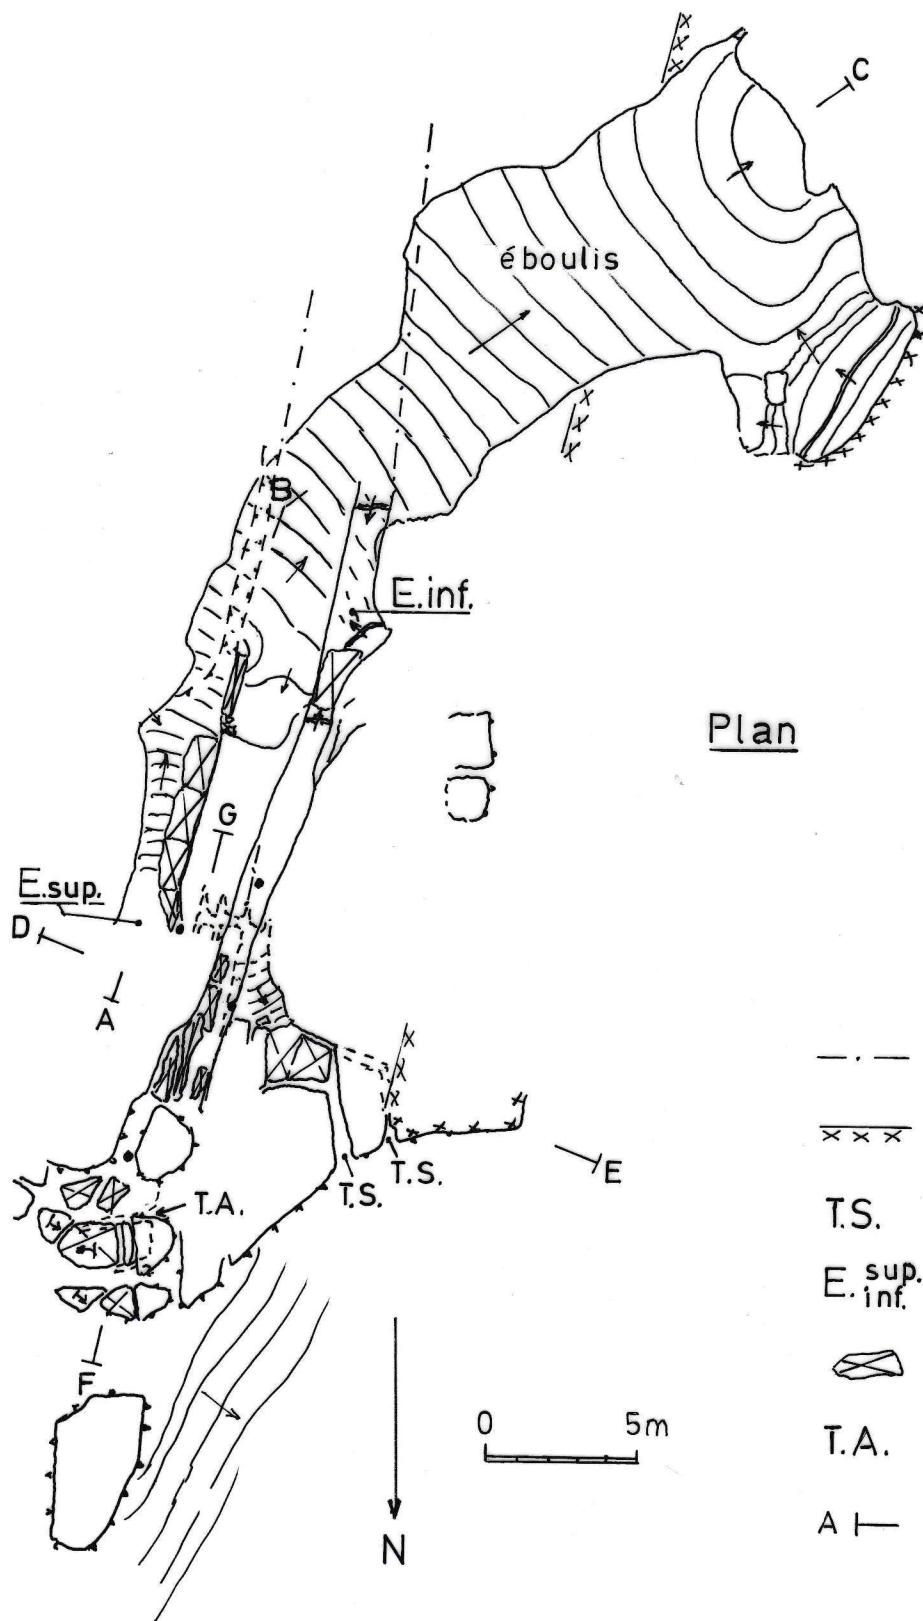 C
éboulis
B
E.inf.
Plan
G
E.sup.
D
A
T.S.
T.S.
E
T.A.
F
0 5m
N
T.S.
E. sup.
inf.
T.A.
A